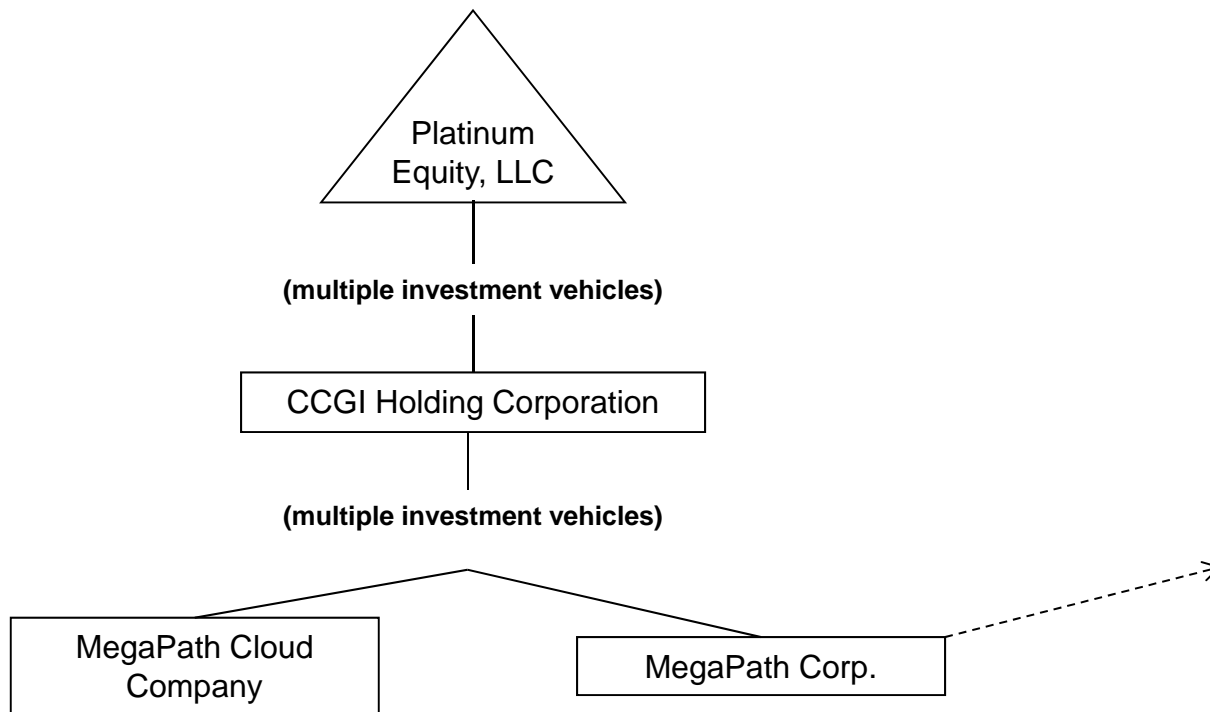 Platinum
Equity, LLC
(multiple investment vehicles)
CCGI Holding Corporation
(multiple investment vehicles)
MegaPath Cloud
Company
MegaPath Corp.